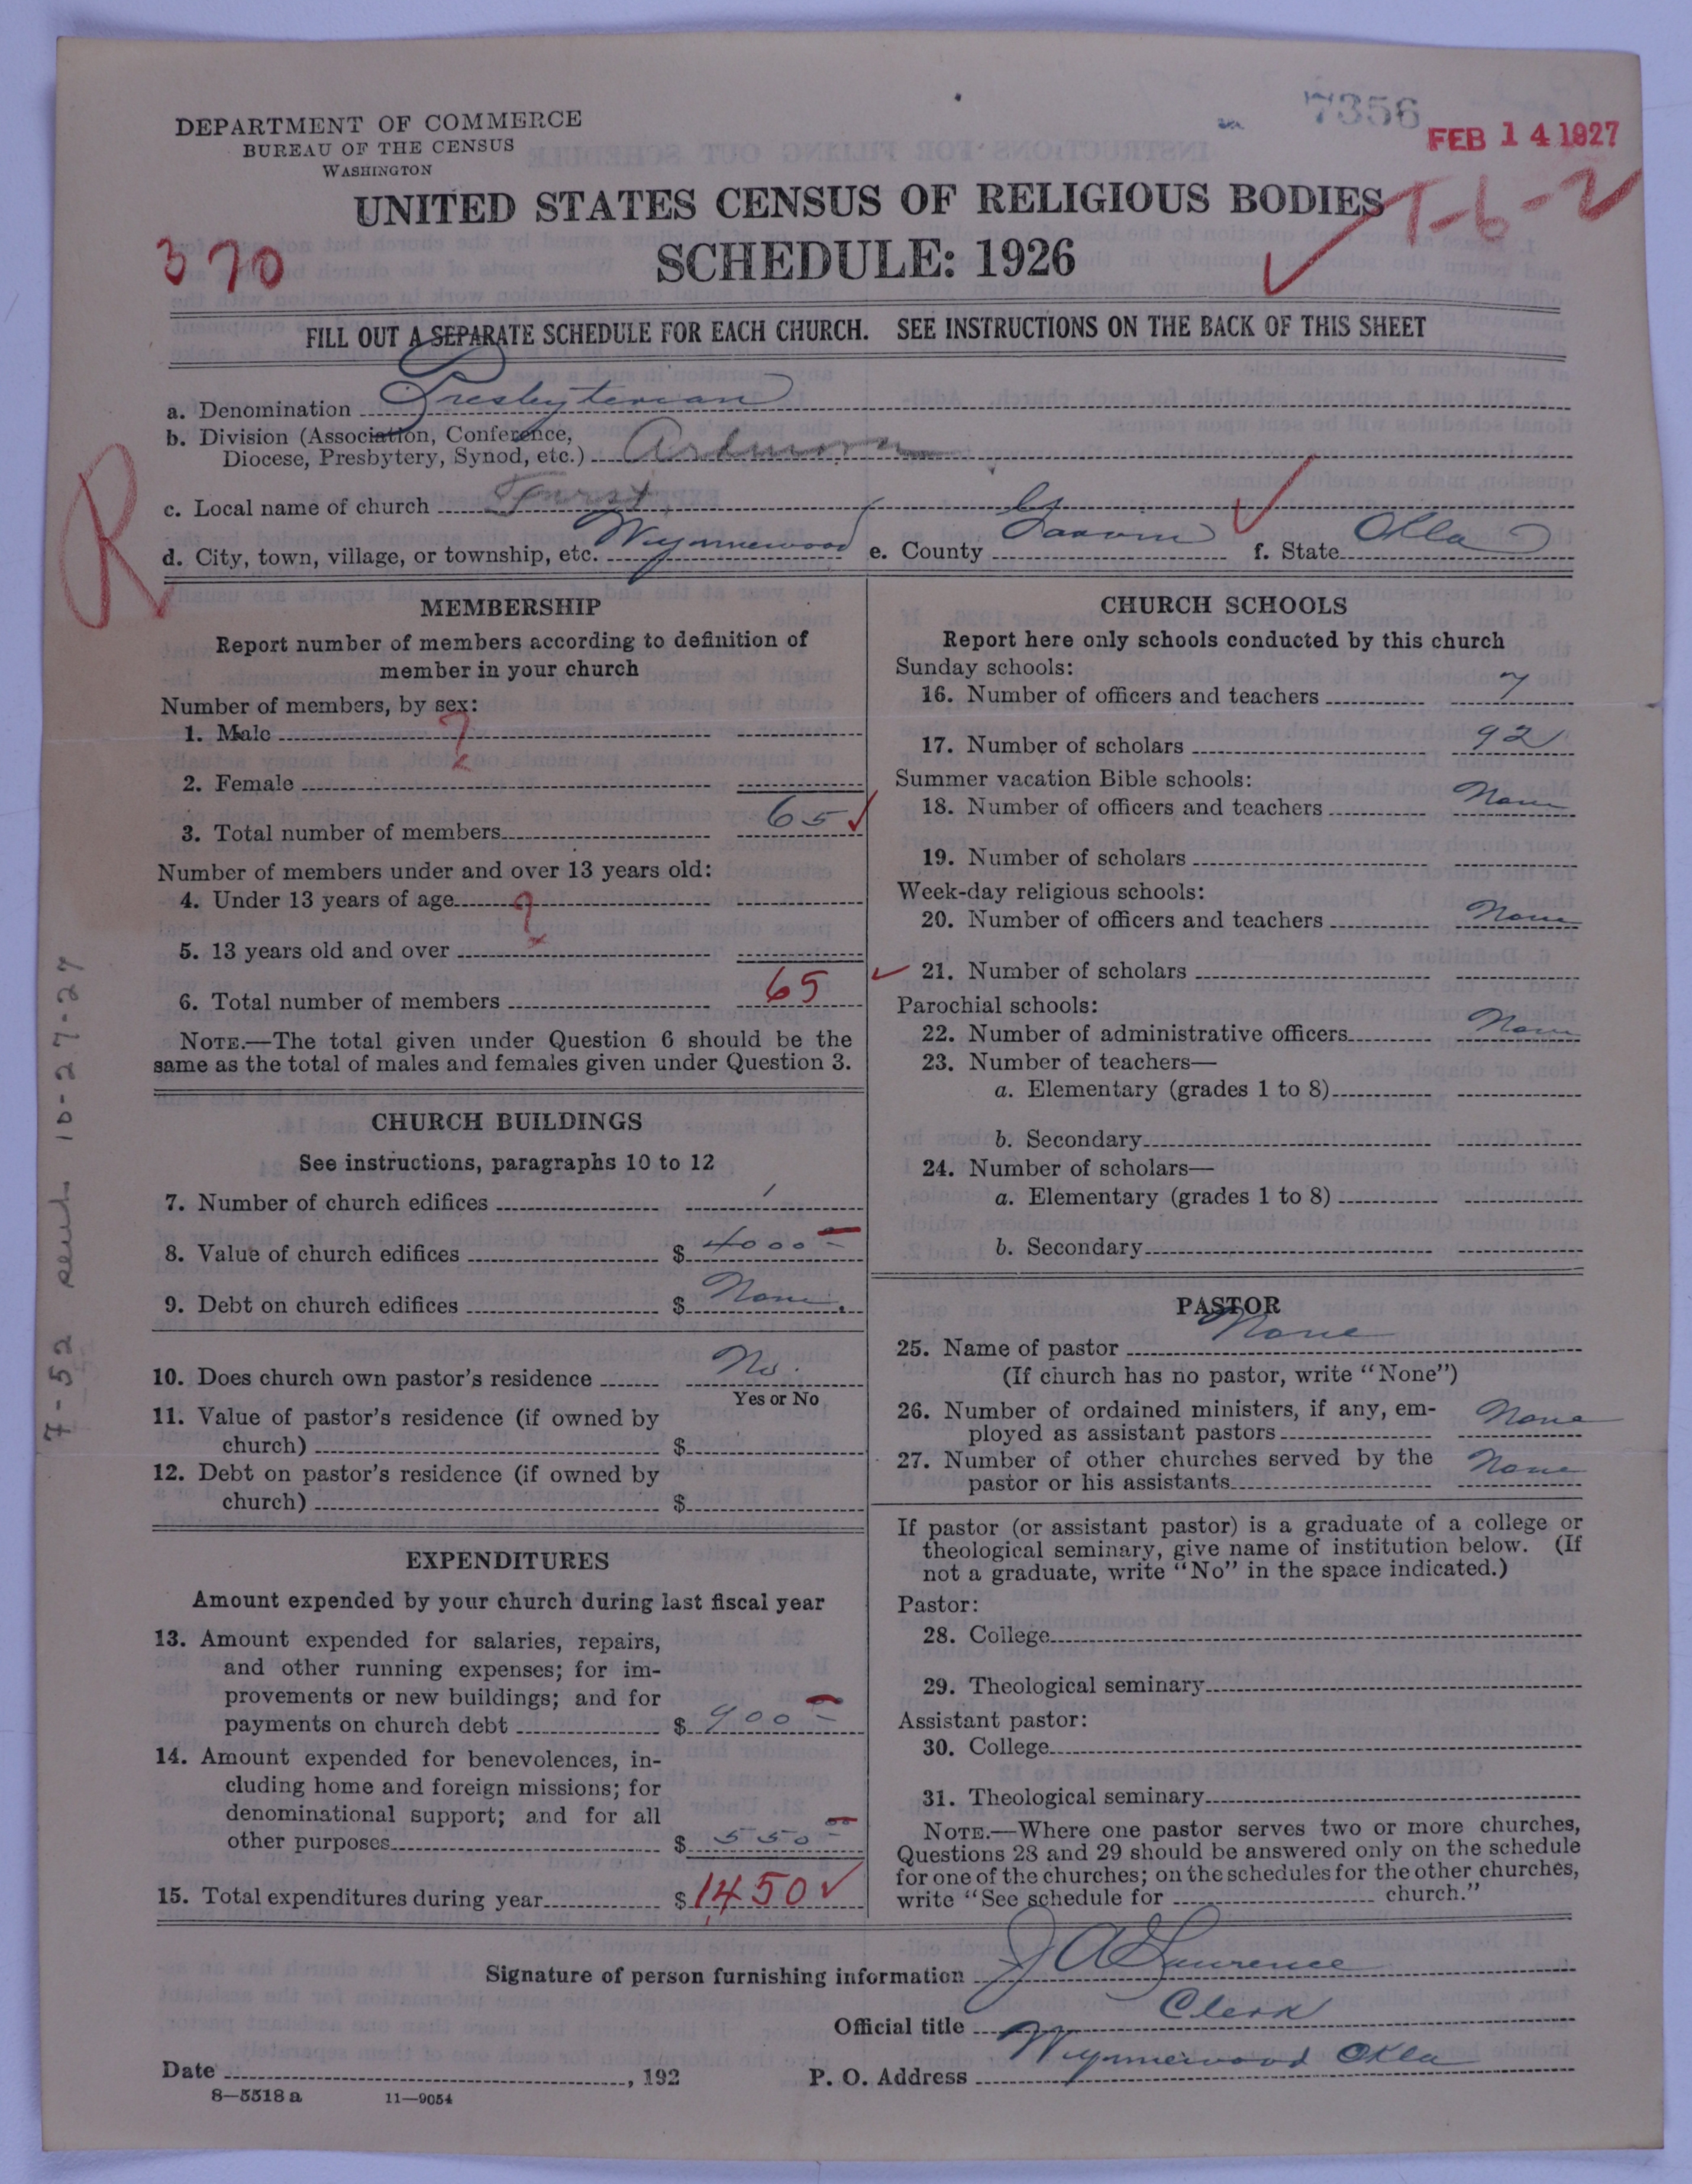 7356
FEB 14 1927
DEPARTMENT OF COMMERCE
BUREAU OF THE CENSUS
WASHINGTON
UNITED STATES CENSUS OF RELIGIOUS BODIES
T-6-2
370
SCHEDULE: 1926
FILL OUT A SEPARATE SCHEDULE FOR EACH CHURCH. SEE INSTRUCTIONS ON THE BACK OF THIS SHEET
a. Denomination Presbyterian
b. Division (Association, Conference,
Diocese, Presbytery, Synod, etc.) Ardmore
R
c. Local name of church First
d. City, town, village, or township, etc. Wynnewood e. County Garvin f. State Okla
MEMBERSHIP
Report number of members according to definition of
member in your church
Number of members, by sex:
1. Male ?
2. Female
3. Total number of members 65
Number of members under and over 13 years old:
4. Under 13 years of age ?
5. 13 years old and over
6. Total number of members 65
NOTE.—The total given under Question 6 should be the
same as the total of males and females given under Question 3.
CHURCH BUILDINGS
See instructions, paragraphs 10 to 12
7. Number of church edifices 1
8. Value of church edifices $ 4000
9. Debt on church edifices $ None
10. Does church own pastor's residence No
Yes or No
11. Value of pastor's residence (if owned by
church) $
12. Debt on pastor's residence (if owned by
church) $
EXPENDITURES
Amount expended by your church during last fiscal year
13. Amount expended for salaries, repairs,
and other running expenses; for im-
provements or new buildings; and for
payments on church debt $ 900
14. Amount expended for benevolences, in-
cluding home and foreign missions; for
denominational support; and for all
other purposes $ 550
15. Total expenditures during year $ 1450
CHURCH SCHOOLS
Report here only schools conducted by this church
Sunday schools:
16. Number of officers and teachers 7
17. Number of scholars 92
Summer vacation Bible schools:
18. Number of officers and teachers None
19. Number of scholars
Week-day religious schools:
20. Number of officers and teachers None
21. Number of scholars
Parochial schools:
22. Number of administrative officers None
23. Number of teachers—
a. Elementary (grades 1 to 8)
b. Secondary
24. Number of scholars—
a. Elementary (grades 1 to 8)
b. Secondary
PASTOR
25. Name of pastor None
(If church has no pastor, write "None")
26. Number of ordained ministers, if any, em-
ployed as assistant pastors None
27. Number of other churches served by the
pastor or his assistants None
If pastor (or assistant pastor) is a graduate of a college or
theological seminary, give name of institution below. (If
not a graduate, write "No" in the space indicated.)
Pastor:
28. College
29. Theological seminary
Assistant pastor:
30. College
31. Theological seminary
NOTE.—Where one pastor serves two or more churches,
Questions 28 and 29 should be answered only on the schedule
for one of the churches; on the schedules for the other churches,
write "See schedule for church."
Signature of person furnishing information J A Lawrence
Official title Clerk
Date , 192 P. O. Address Wynnewood Okla
8—5518 a 11—9054
7-52 10-27-27